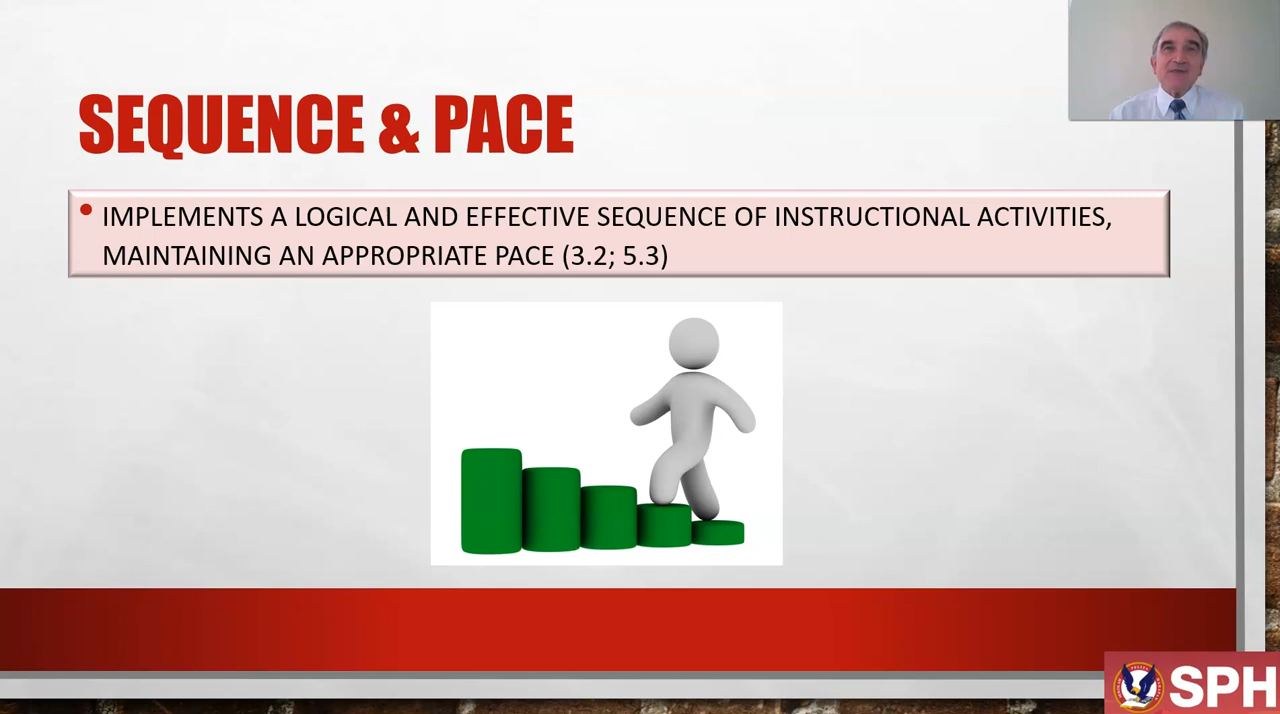 SEQUENCE & PACE
• IMPLEMENTS A LOGICAL AND EFFECTIVE SEQUENCE OF INSTRUCTIONAL ACTIVITIES,
MAINTAINING AN APPROPRIATE PACE (3.2; 5.3)
SPH